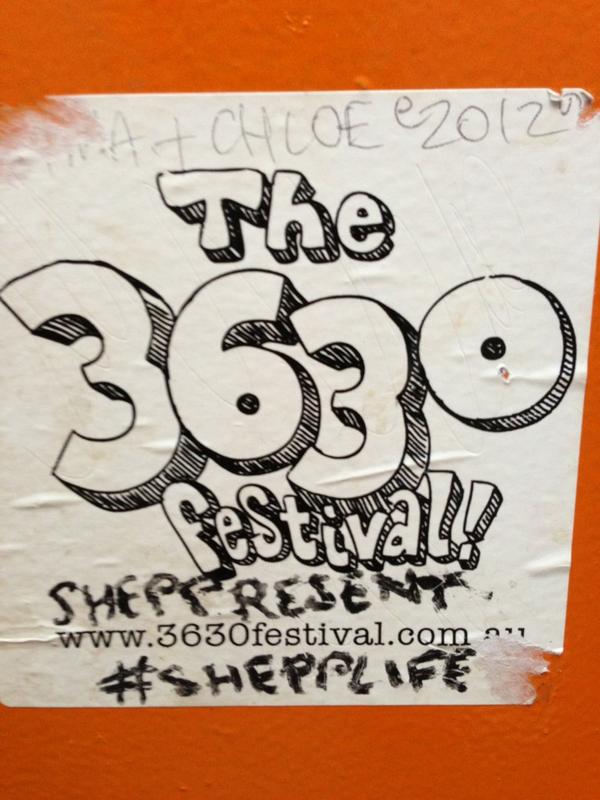 + CHLOE 2012
The
3630
festival!
SHEPPRESENT
www.3630festival.com.au
#SHEPPLIFE